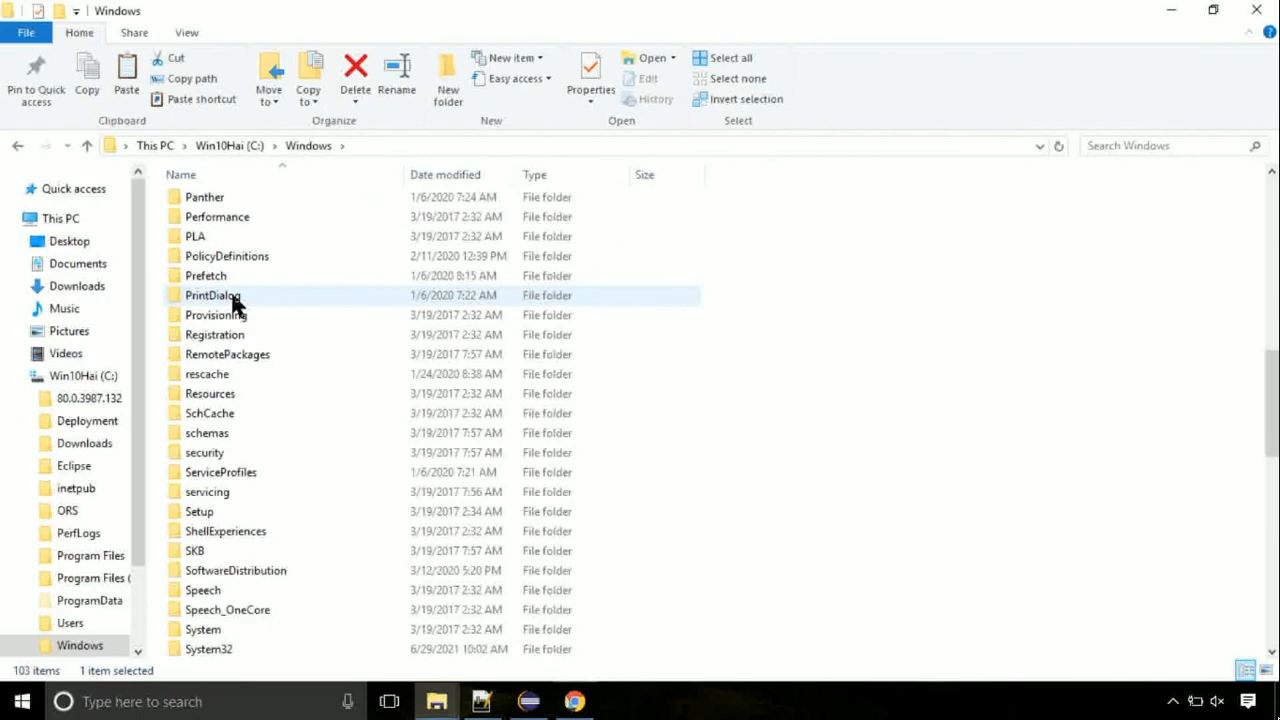 Windows
File Home Share View
Pin to Quick access
Copy
Paste
Cut
Copy path
Paste shortcut
Clipboard
Move to
Copy to
Delete
Rename
Organize
New folder
New item
Easy access
New
Properties
Open
Edit
History
Open
Select all
Select none
Invert selection
Select
This PC › Win10Hai (C:) › Windows ›
Search Windows
Quick access
This PC
Desktop
Documents
Downloads
Music
Pictures
Videos
Win10Hai (C:)
80.0.3987.132
Deployment
Downloads
Eclipse
inetpub
ORS
PerfLogs
Program Files
Program Files (
ProgramData
Users
Windows
Name Date modified Type Size
Panther 1/6/2020 7:24 AM File folder
Performance 3/19/2017 2:32 AM File folder
PLA 3/19/2017 2:32 AM File folder
PolicyDefinitions 2/11/2020 12:39 PM File folder
Prefetch 1/6/2020 8:15 AM File folder
PrintDialog 1/6/2020 7:22 AM File folder
Provisioning 3/19/2017 2:32 AM File folder
Registration 3/19/2017 2:32 AM File folder
RemotePackages 3/19/2017 7:57 AM File folder
rescache 1/24/2020 8:38 AM File folder
Resources 3/19/2017 2:32 AM File folder
SchCache 3/19/2017 2:32 AM File folder
schemas 3/19/2017 7:57 AM File folder
security 3/19/2017 7:57 AM File folder
ServiceProfiles 1/6/2020 7:21 AM File folder
servicing 3/19/2017 7:56 AM File folder
Setup 3/19/2017 2:34 AM File folder
ShellExperiences 3/19/2017 2:32 AM File folder
SKB 3/19/2017 7:57 AM File folder
SoftwareDistribution 3/12/2020 5:20 PM File folder
Speech 3/19/2017 2:32 AM File folder
Speech_OneCore 3/19/2017 2:32 AM File folder
System 3/19/2017 2:32 AM File folder
System32 6/29/2021 10:02 AM File folder
103 items 1 item selected
Type here to search